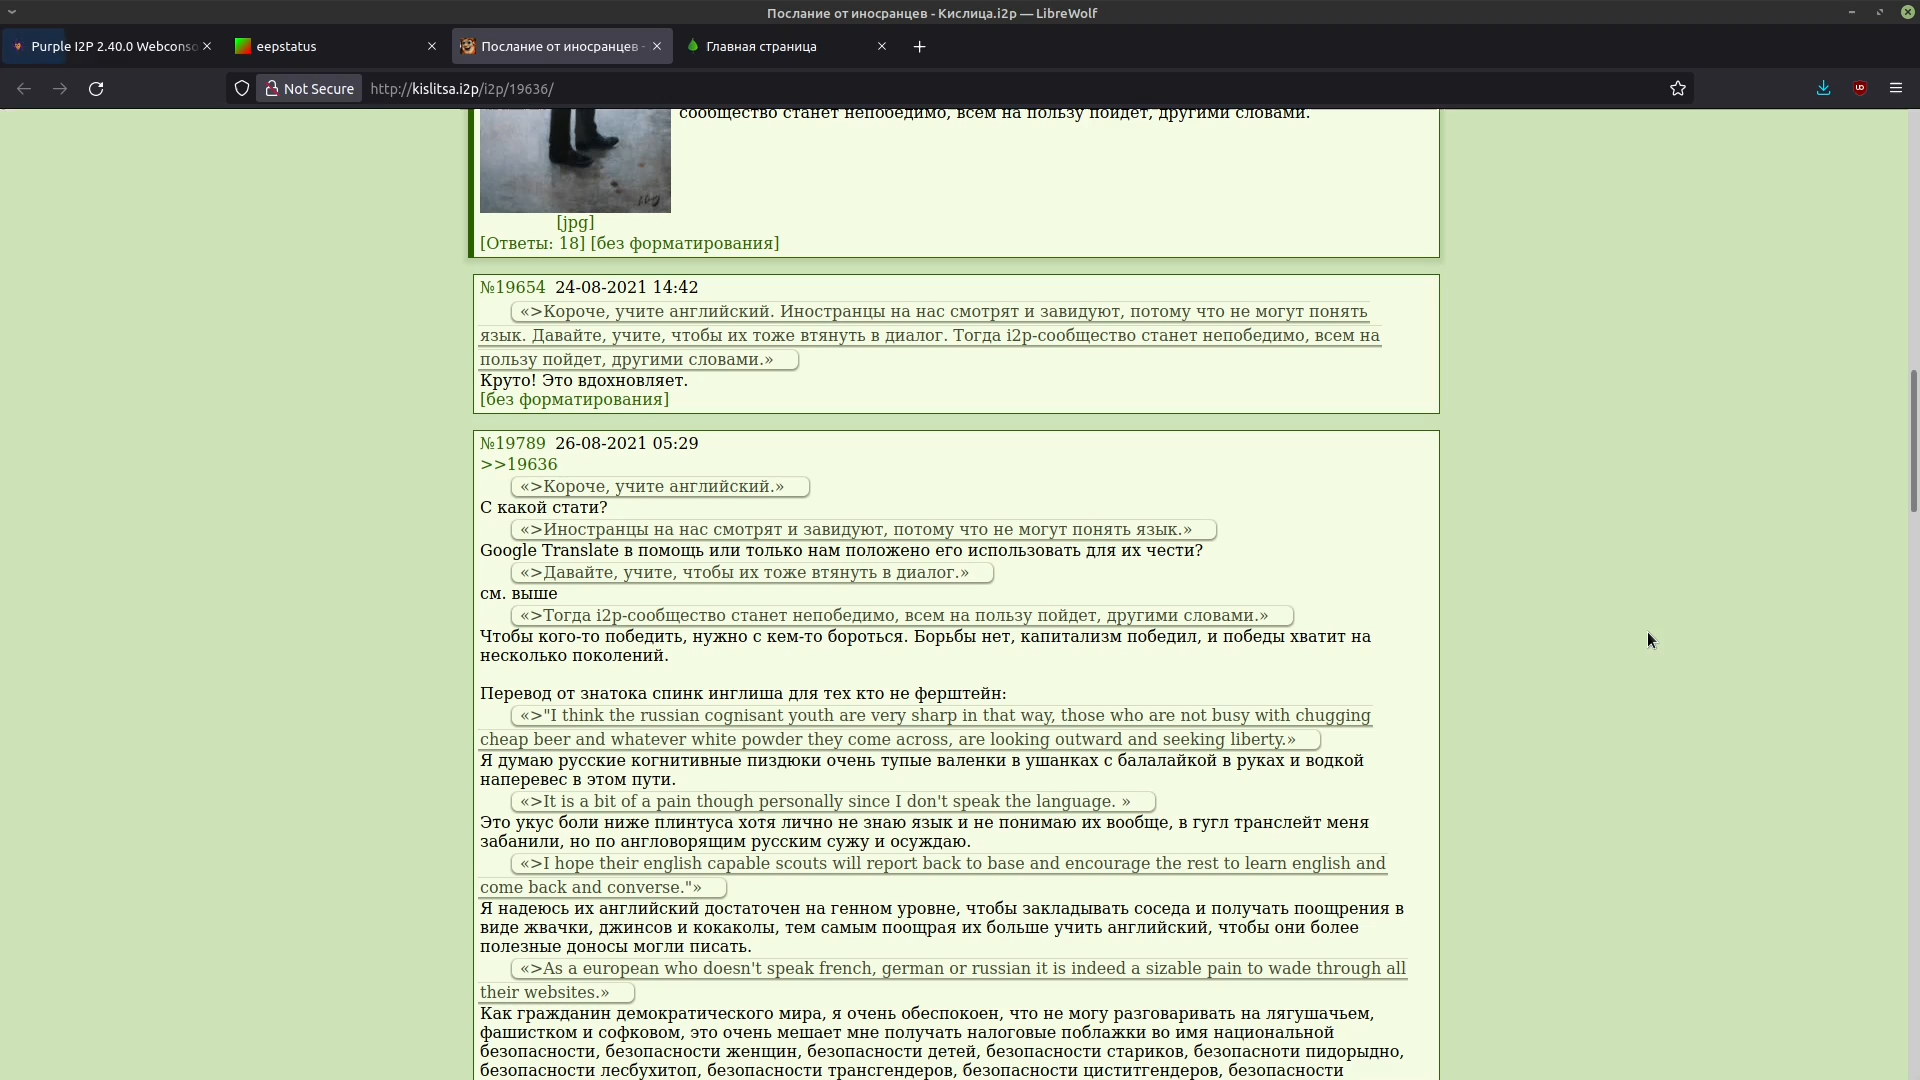 Послание от иносранцев - Кислица.i2p — LibreWolf
Purple I2P 2.40.0 Webconso
eepstatus
Послание от иносранцев -
Главная страница
Not Secure
http://kislitsa.i2p/i2p/19636/
сообщество станет непобедимо, всем на пользу пойдет, другими словами.
[jpg]
[Ответы: 18] [без форматирования]
№19654 24-08-2021 14:42
«>Короче, учите английский. Иностранцы на нас смотрят и завидуют, потому что не могут понять
язык. Давайте, учите, чтобы их тоже втянуть в диалог. Тогда i2p-сообщество станет непобедимо, всем на
пользу пойдет, другими словами.»
Круто! Это вдохновляет.
[без форматирования]
№19789 26-08-2021 05:29
>>19636
«>Короче, учите английский.»
С какой стати?
«>Иностранцы на нас смотрят и завидуют, потому что не могут понять язык.»
Google Translate в помощь или только нам положено его использовать для их чести?
«>Давайте, учите, чтобы их тоже втянуть в диалог.»
см. выше
«>Тогда i2p-сообщество станет непобедимо, всем на пользу пойдет, другими словами.»
Чтобы кого-то победить, нужно с кем-то бороться. Борьбы нет, капитализм победил, и победы хватит на
несколько поколений.
Перевод от знатока спинк инглиша для тех кто не ферштейн:
«>"I think the russian cognisant youth are very sharp in that way, those who are not busy with chugging
cheap beer and whatever white powder they come across, are looking outward and seeking liberty.»
Я думаю русские когнитивные пиздюки очень тупые валенки в ушанках с балалайкой в руках и водкой
наперевес в этом пути.
«>It is a bit of a pain though personally since I don't speak the language. »
Это укус боли ниже плинтуса хотя лично не знаю язык и не понимаю их вообще, в гугл транслейт меня
забанили, но по англоворящим русским сужу и осуждаю.
«>I hope their english capable scouts will report back to base and encourage the rest to learn english and
come back and converse."»
Я надеюсь их английский достаточен на генном уровне, чтобы закладывать соседа и получать поощрения в
виде жвачки, джинсов и кокаколы, тем самым поощрая их больше учить английский, чтобы они более
полезные доносы могли писать.
«>As a european who doesn't speak french, german or russian it is indeed a sizable pain to wade through all
their websites.»
Как гражданин демократического мира, я очень обеспокоен, что не могу разговаривать на лягушачьем,
фашистком и софковом, это очень мешает мне получать налоговые поблажки во имя национальной
безопасности, безопасности женщин, безопасности детей, безопасности стариков, безопасноти пидорыдно,
безопасности лесбухитоп, безопасности трансгендеров, безопасности циститгендеров, безопасности